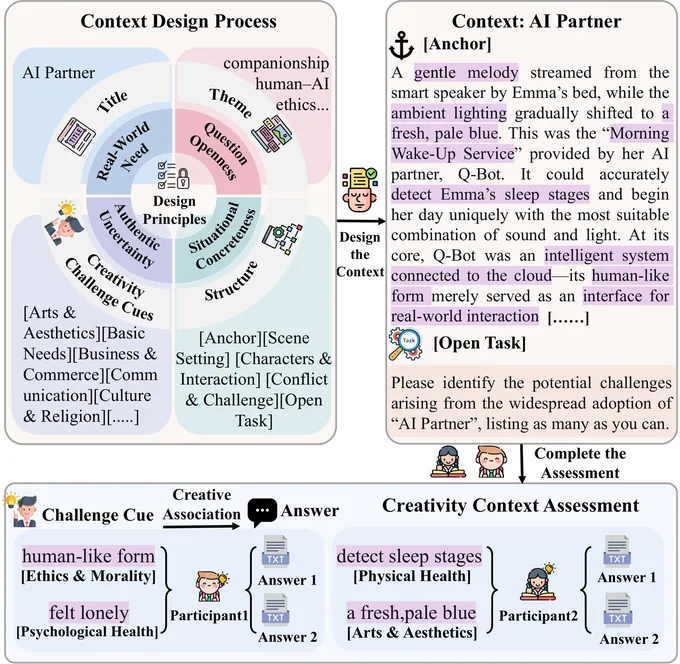 Context Design Process
AI Partner
companionship
human–AI
ethics...
Title
Theme
TITLE
Real-World
Need
Question
Openness
Design
Principles
Authentic
Uncertainty
Situational
Concreteness
Creativity
Challenge Cues
Structure
[Arts &
Aesthetics][Basic
Needs][Business &
Commerce][Comm
unication][Culture
& Religion][.....]
[Anchor][Scene
Setting] [Characters &
Interaction] [Conflict
& Challenge][Open
Task]
Design
the
Context
Context: AI Partner
[Anchor]
A gentle melody streamed from the
smart speaker by Emma's bed, while the
ambient lighting gradually shifted to a
fresh, pale blue. This was the “Morning
Wake-Up Service” provided by her AI
partner, Q-Bot. It could accurately
detect Emma's sleep stages and begin
her day uniquely with the most suitable
combination of sound and light. At its
core, Q-Bot was an intelligent system
connected to the cloud—its human-like
form merely served as an interface for
real-world interaction [……]
Task
[Open Task]
Please identify the potential challenges
arising from the widespread adoption of
“AI Partner”, listing as many as you can.
Complete the
Assessment
Challenge Cue
Creative
Association
Answer
Creativity Context Assessment
human-like form
[Ethics & Morality]
felt lonely
[Psychological Health]
Participant1
TXT
Answer 1
TXT
Answer 2
detect sleep stages
[Physical Health]
a fresh,pale blue
[Arts & Aesthetics]
Participant2
TXT
Answer 1
TXT
Answer 2